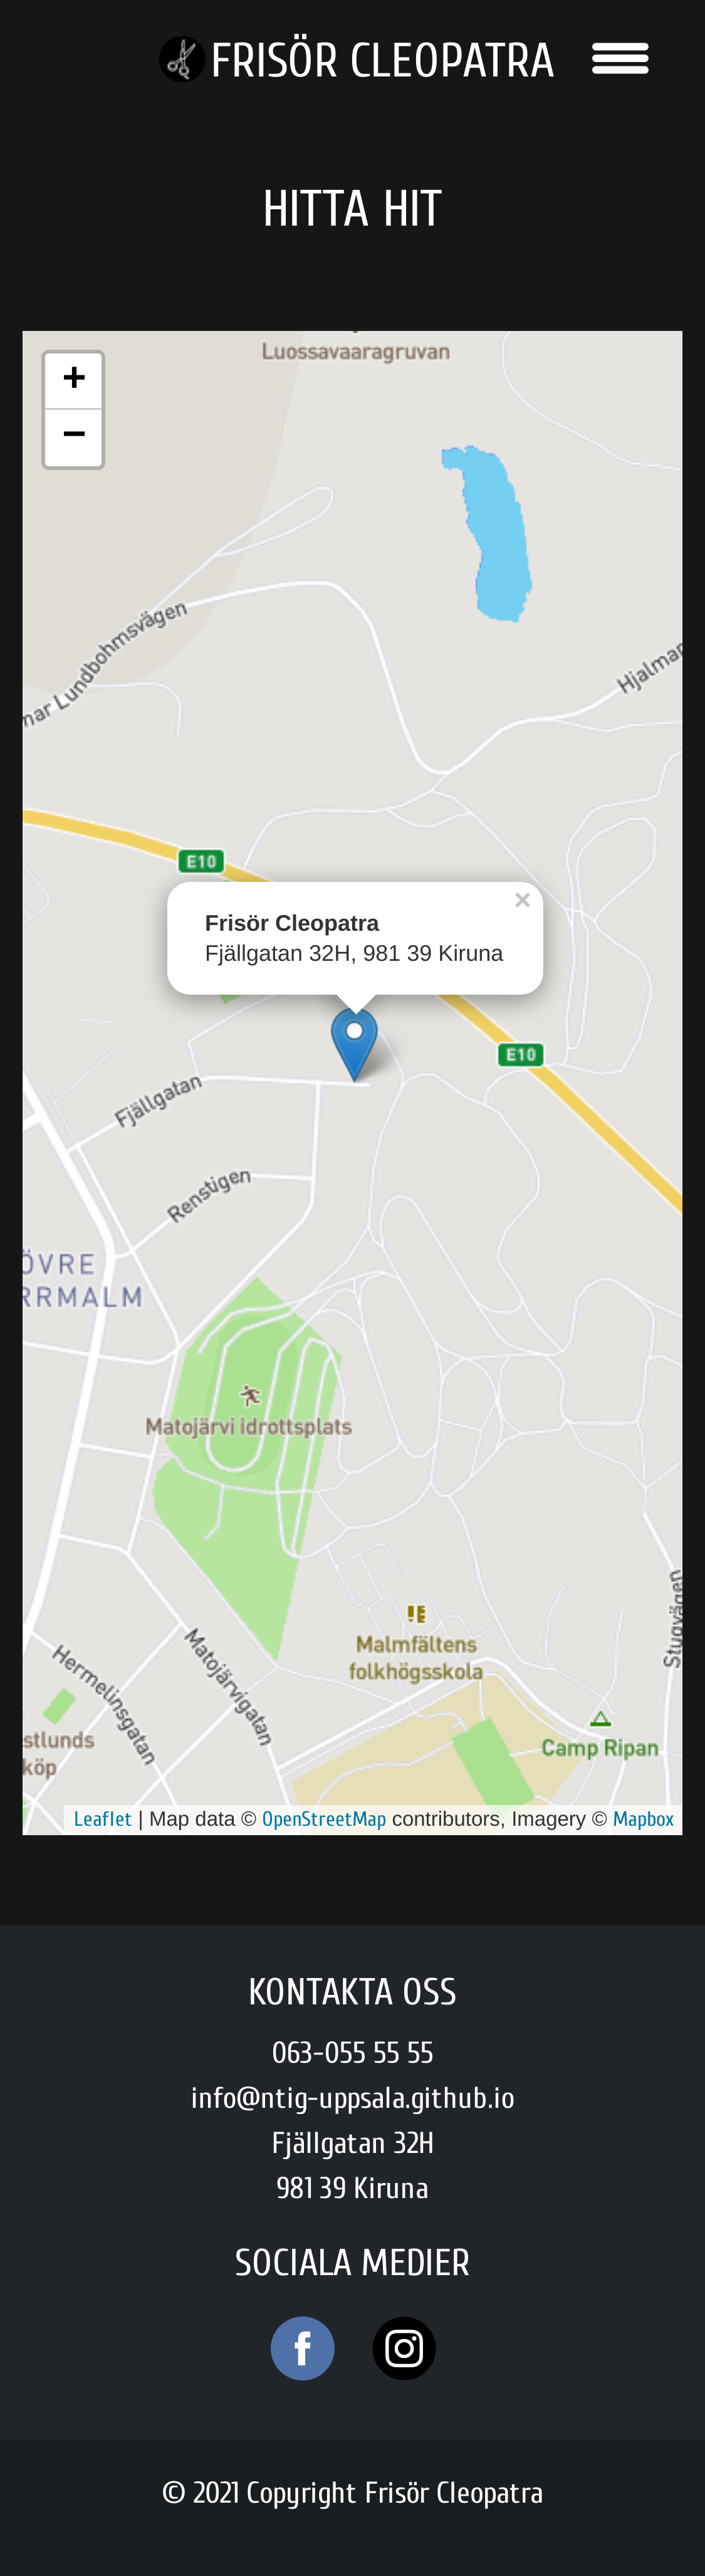 FRISÖR CLEOPATRA
HITTA HIT
Luossavaaragruvan
+
−
mar Lundbohmsvägen
Hjalmar
E10
×
Frisör Cleopatra
Fjällgatan 32H, 981 39 Kiruna
E10
Fjällgatan
Renstigen
ÖVRE
RRMALM
Matojärvi idrottsplats
Stugvägen
Malmfältens
folkhögsskola
Hermelinsgatan
Matojärvigatan
stlunds
köp
Camp Ripan
Leaflet | Map data © OpenStreetMap contributors, Imagery © Mapbox
KONTAKTA OSS
063-055 55 55
info@ntig-uppsala.github.io
Fjällgatan 32H
981 39 Kiruna
SOCIALA MEDIER
© 2021 Copyright Frisör Cleopatra